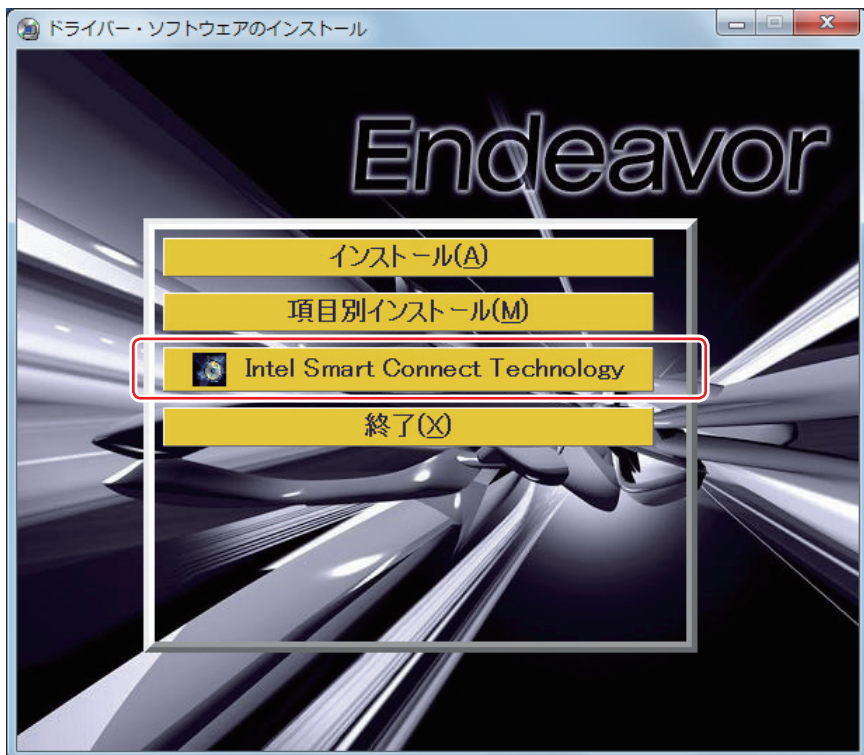 ドライバー・ソフトウェアのインストール
Endeavor
インストール(A)
項目別インストール(M)
Intel Smart Connect Technology
終了(X)